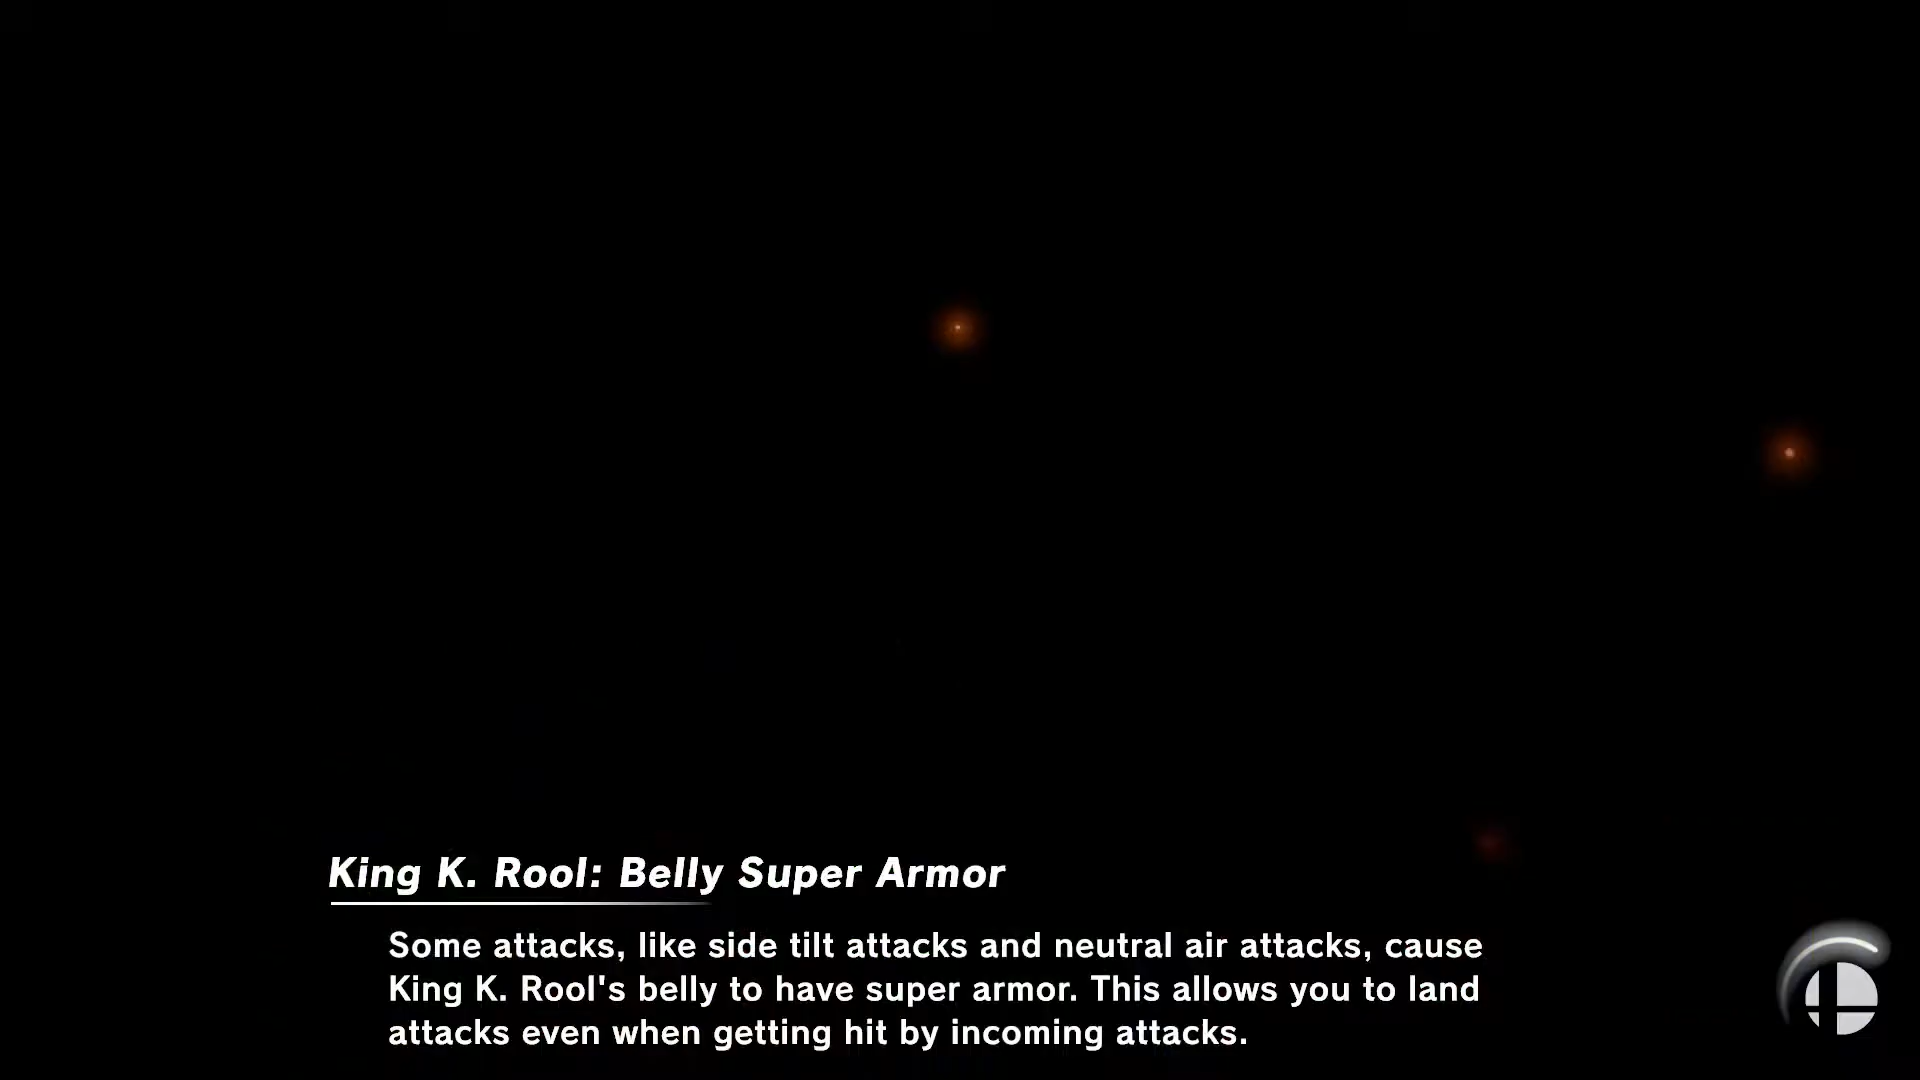 King K. Rool: Belly Super Armor
Some attacks, like side tilt attacks and neutral air attacks, cause
King K. Rool's belly to have super armor. This allows you to land
attacks even when getting hit by incoming attacks.